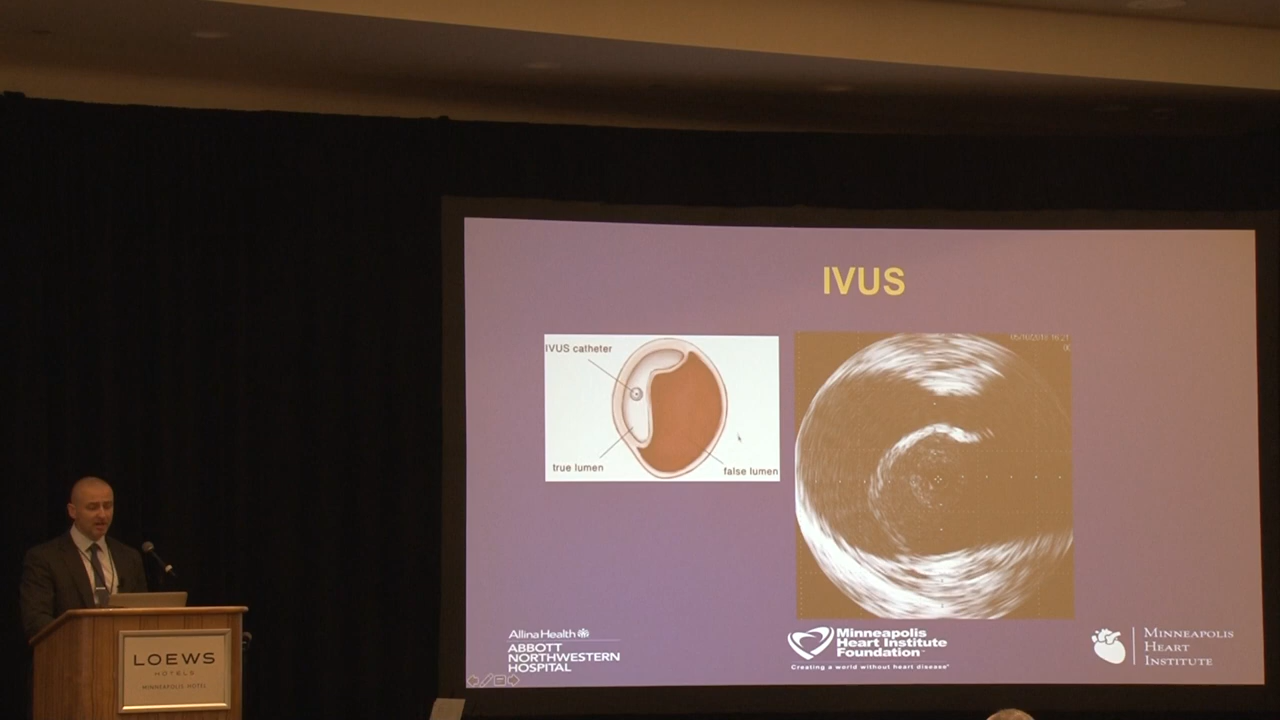 IVUS
IVUS catheter
true lumen
false lumen
Allina Health
ABBOTT
NORTHWESTERN
HOSPITAL
Minneapolis
Heart Institute
Foundation
Creating a world without heart disease®
MINNEAPOLIS
HEART
INSTITUTE
LOEWS
HOTELS
MINNEAPOLIS HOTEL